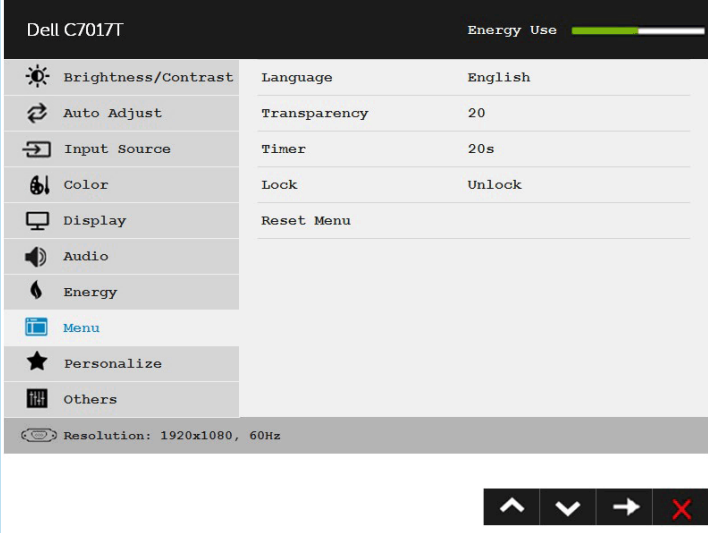 Dell C7017T
Energy Use
Brightness/Contrast
Language English
Auto Adjust
Transparency 20
Input Source
Timer 20s
Color
Lock Unlock
Display
Reset Menu
Audio
Energy
Menu
Personalize
Others
Resolution: 1920x1080, 60Hz